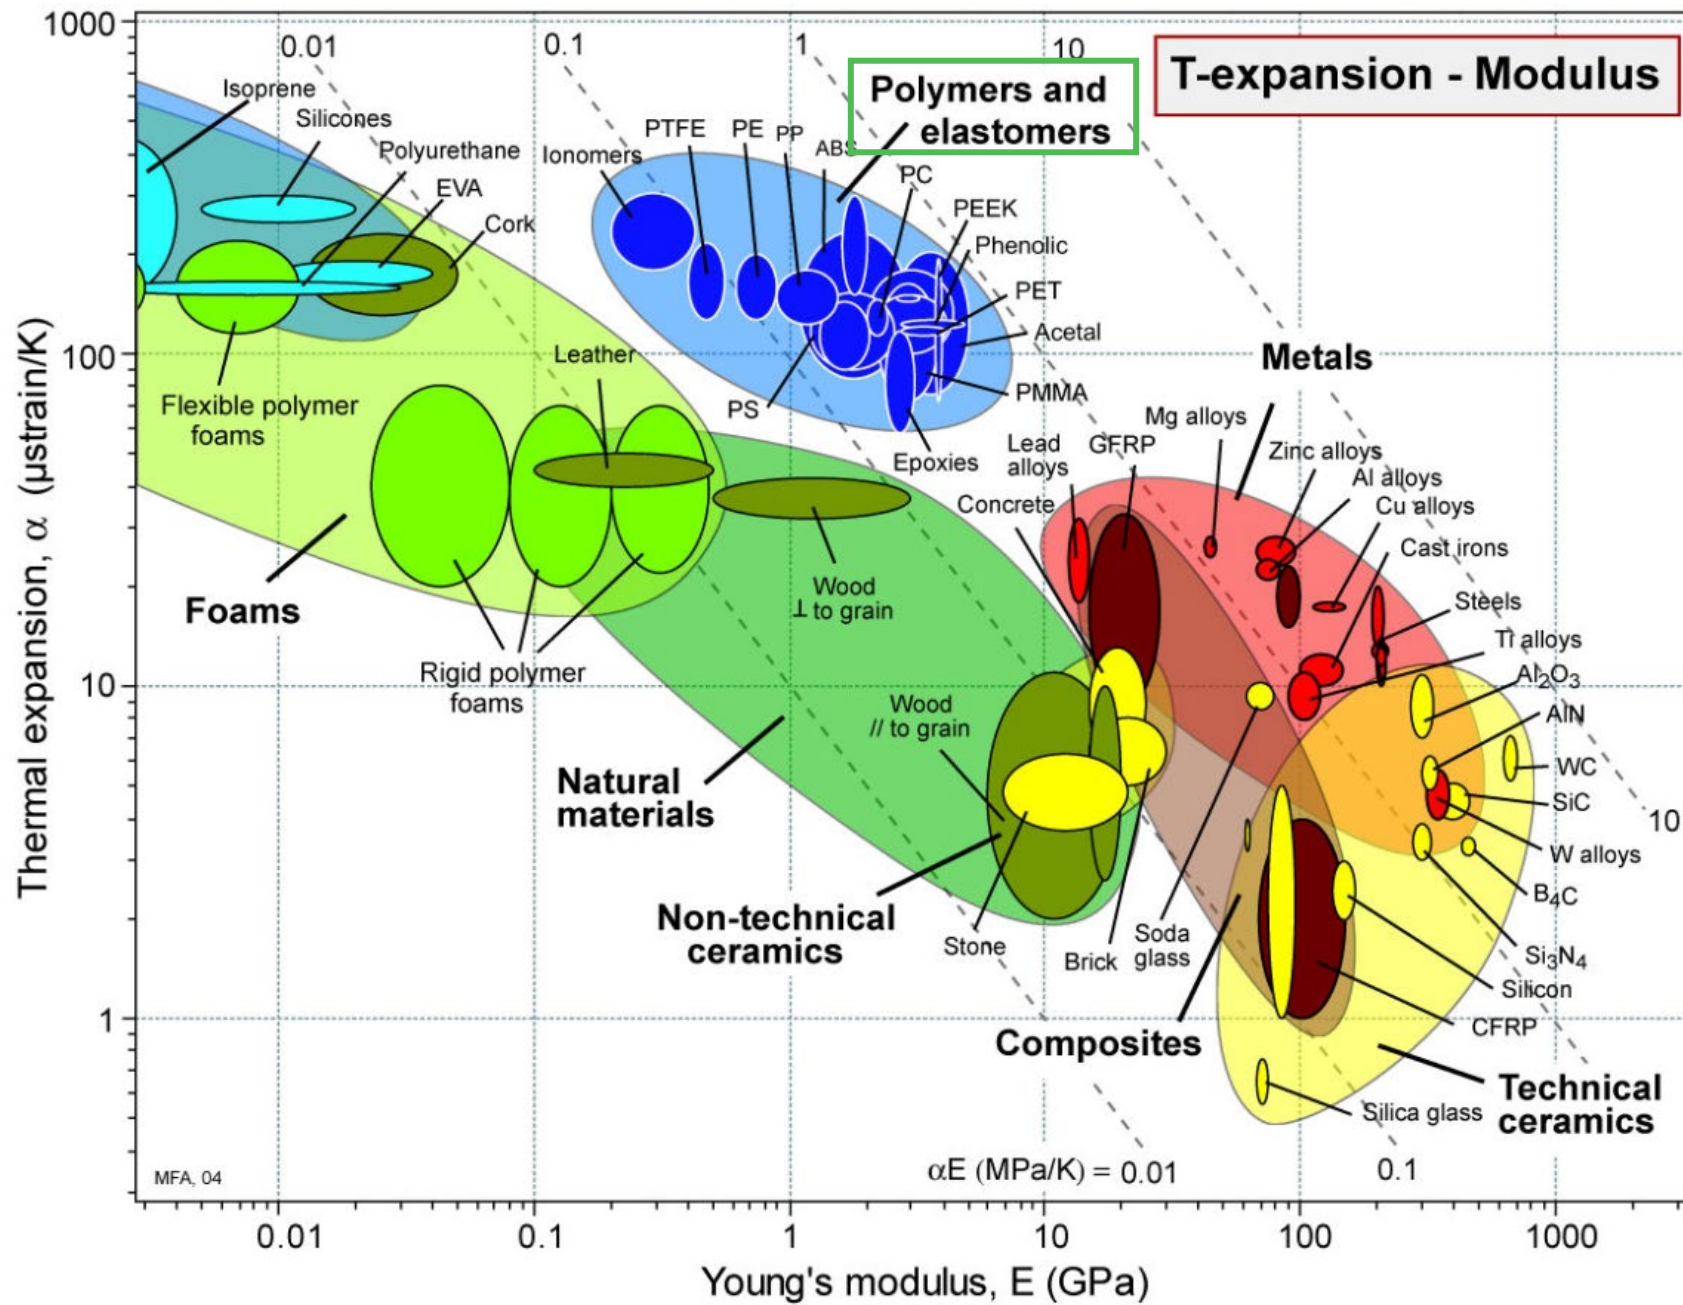 1000
0.01
0.1
1
10
T-expansion - Modulus
Polymers and
elastomers
Isoprene
Silicones
Polyurethane
EVA
Cork
Ionomers
PTFE
PE
PP
ABS
PC
PEEK
Phenolic
PET
Acetal
PMMA
PS
Epoxies
100
Leather
Flexible polymer
foams
Metals
Mg alloys
Lead
alloys
GFRP
Zinc alloys
Al alloys
Cu alloys
Concrete
Cast irons
Steels
Ti alloys
Al₂O₃
AlN
WC
SiC
10
W alloys
B₄C
Si₃N₄
Silicon
CFRP
Foams
Wood
⊥ to grain
Rigid polymer
foams
10
Wood
// to grain
Natural
materials
Non-technical
ceramics
Stone
Brick
Soda
glass
Composites
1
Technical
ceramics
Silica glass
MFA, 04
αE (MPa/K) = 0.01
0.1
Thermal expansion, α (μstrain/K)
0.01
0.1
1
10
100
1000
Young's modulus, E (GPa)